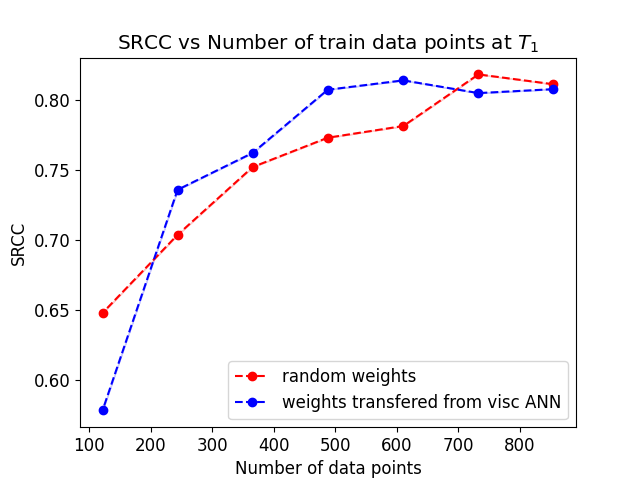 SRCC vs Number of train data points at T₁
SRCC
0.80
0.75
0.70
0.65
0.60
random weights
weights transfered from visc ANN
100 200 300 400 500 600 700 800
Number of data points